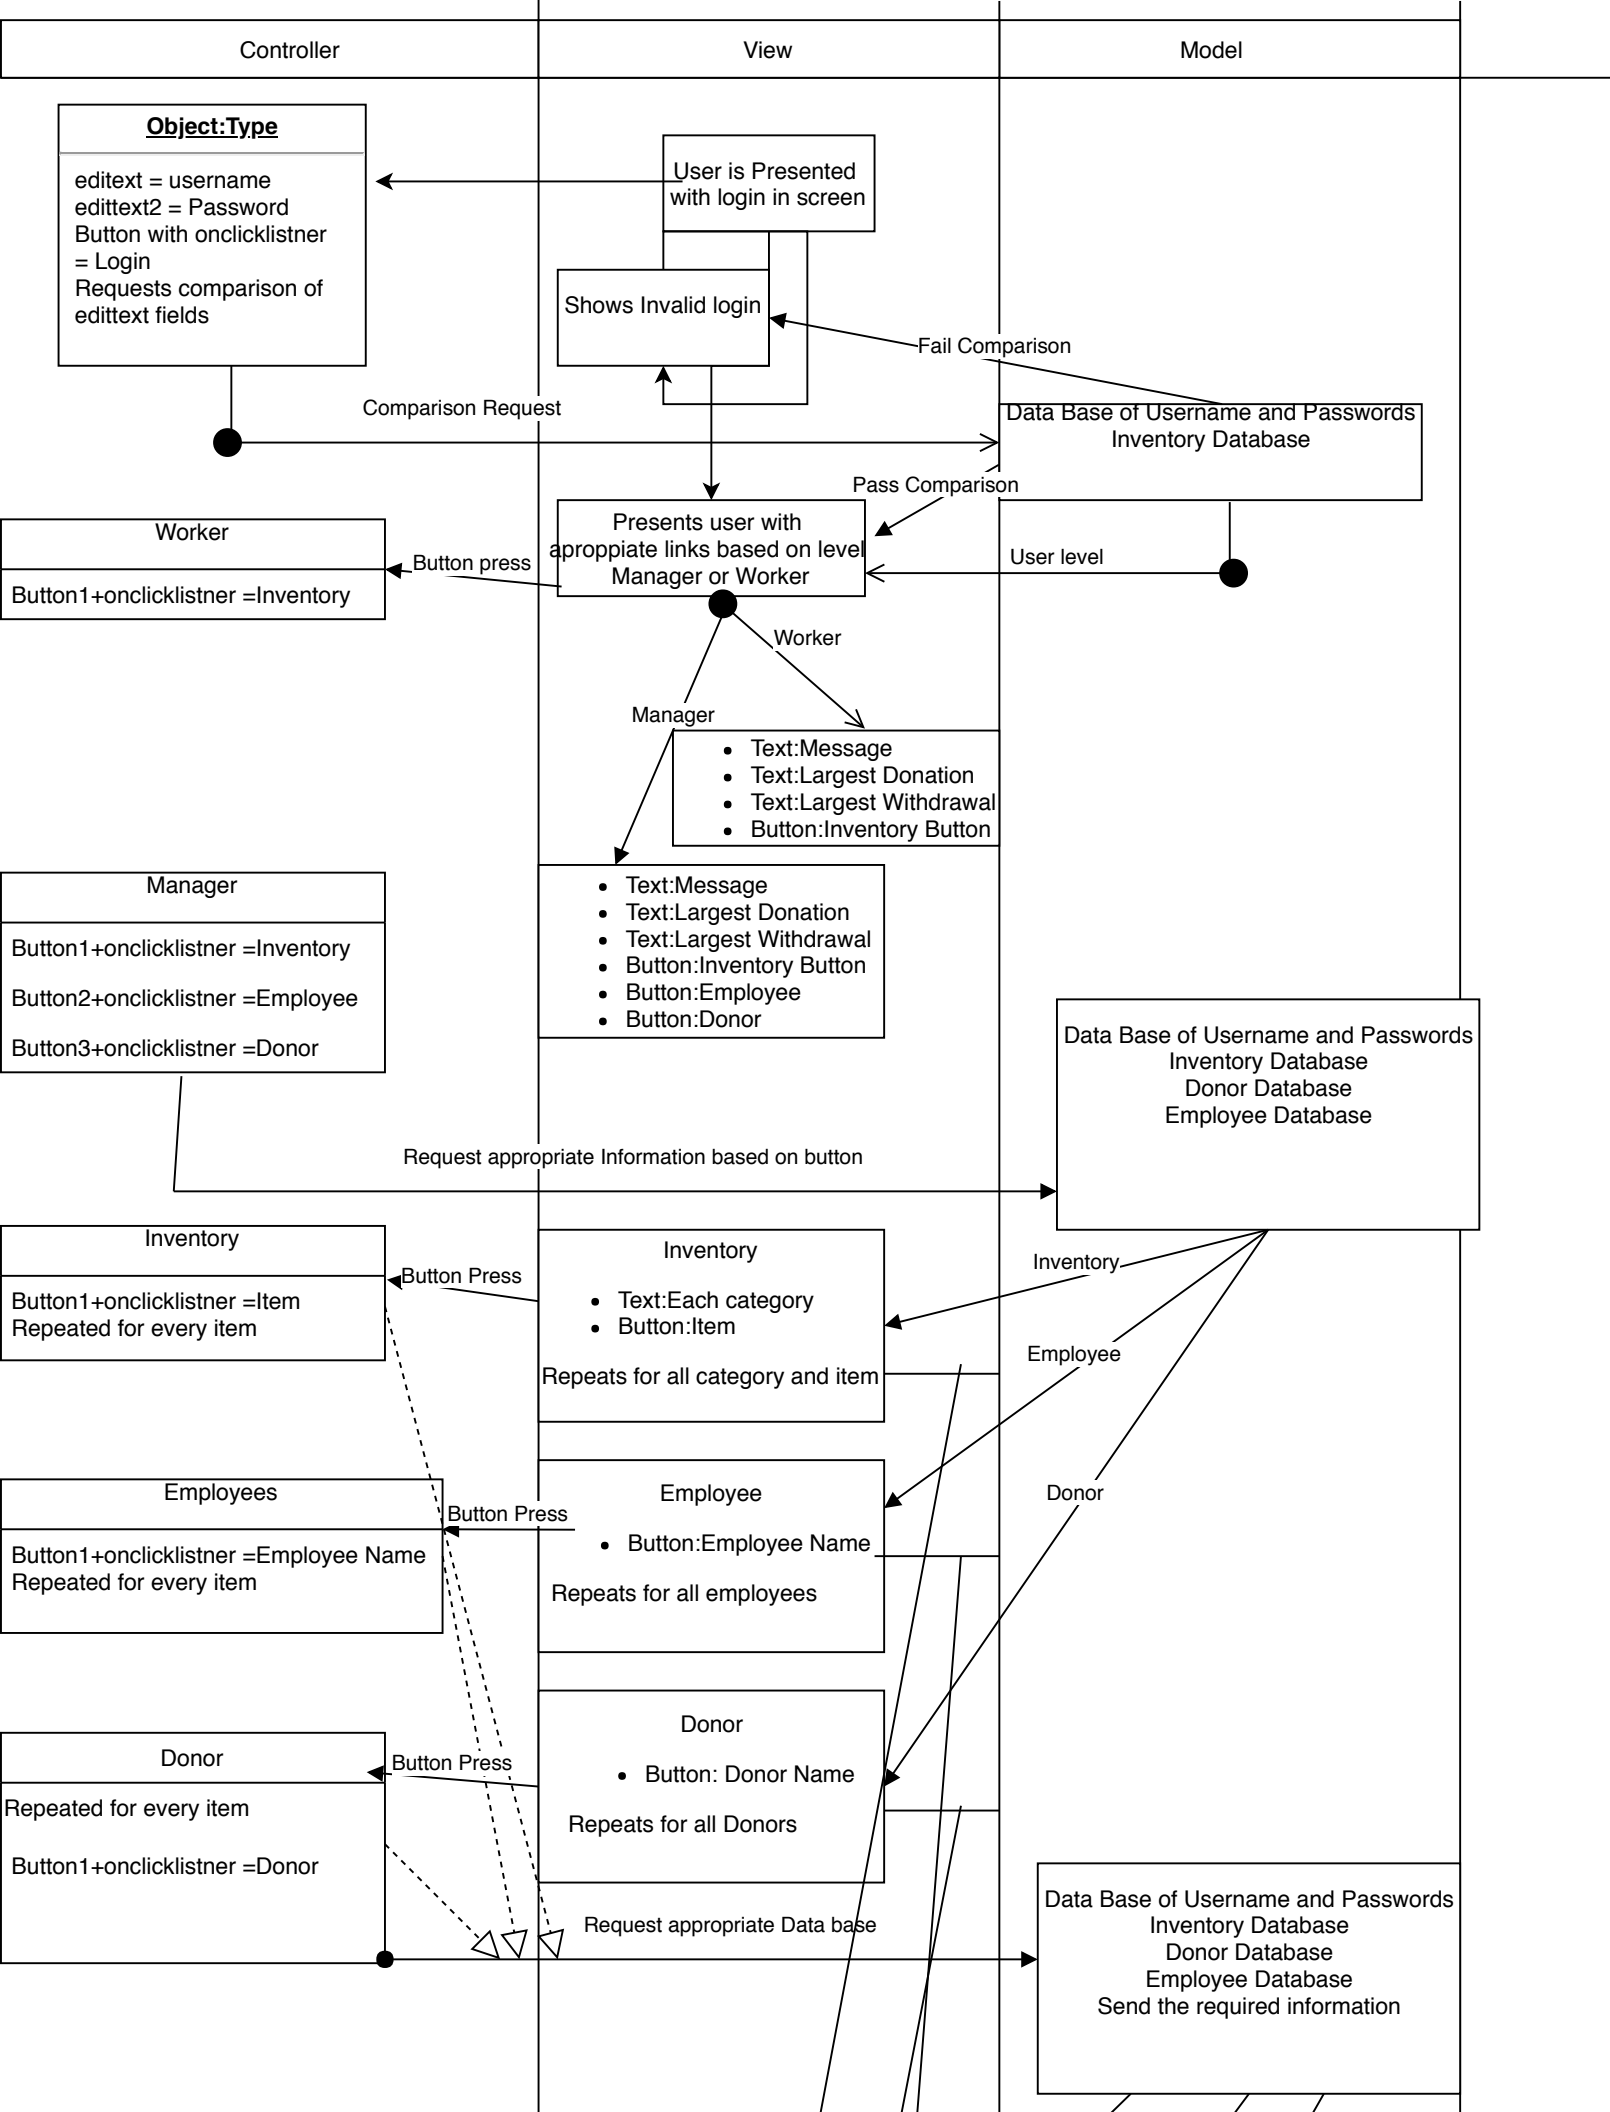 Controller
View
Model
Object:Type
editext = username
edittext2 = Password
Button with onclicklistner
= Login
Requests comparison of
edittext fields
User is Presented
with login in screen
Shows Invalid login
Fail Comparison
Comparison Request
Data Base of Username and Passwords
Inventory Database
Pass Comparison
Presents user with
aproppiate links based on level
Manager or Worker
User level
Button press
Worker
Button1+onclicklistner =Inventory
Worker
Manager
Text:Message
Text:Largest Donation
Text:Largest Withdrawal
Button:Inventory Button
Text:Message
Text:Largest Donation
Text:Largest Withdrawal
Button:Inventory Button
Button:Employee
Button:Donor
Manager
Button1+onclicklistner =Inventory
Button2+onclicklistner =Employee
Button3+onclicklistner =Donor
Data Base of Username and Passwords
Inventory Database
Donor Database
Employee Database
Request appropriate Information based on button
Inventory
Button1+onclicklistner =Item
Repeated for every item
Button Press
Inventory
Text:Each category
Button:Item
Repeats for all category and item
Inventory
Employee
Donor
Employees
Button1+onclicklistner =Employee Name
Repeated for every item
Button Press
Employee
Button:Employee Name
Repeats for all employees
Donor
Repeated for every item
Button1+onclicklistner =Donor
Button Press
Donor
Button: Donor Name
Repeats for all Donors
Request appropriate Data base
Data Base of Username and Passwords
Inventory Database
Donor Database
Employee Database
Send the required information